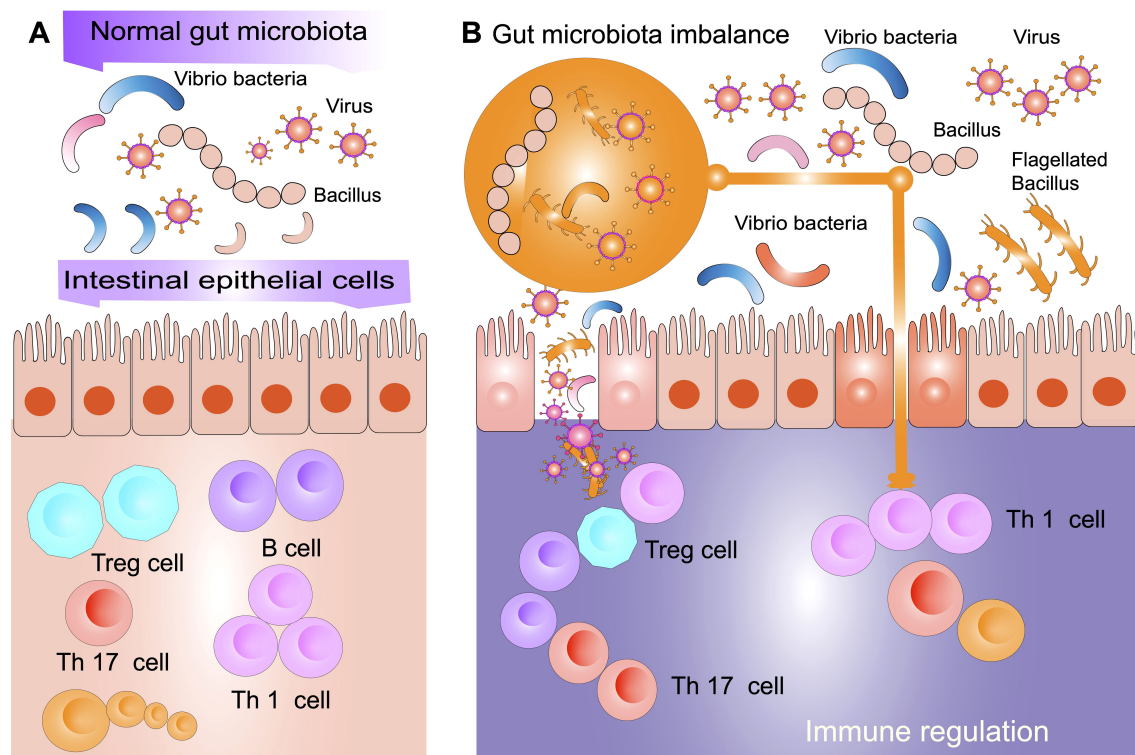 A
Normal gut microbiota
Vibrio bacteria
Virus
Bacillus
Intestinal epithelial cells
Treg cell
B cell
Th 17 cell
Th 1 cell
B
Gut microbiota imbalance
Vibrio bacteria
Virus
Bacillus
Flagellated
Bacillus
Vibrio bacteria
Th 1 cell
Treg cell
Th 17 cell
Immune regulation